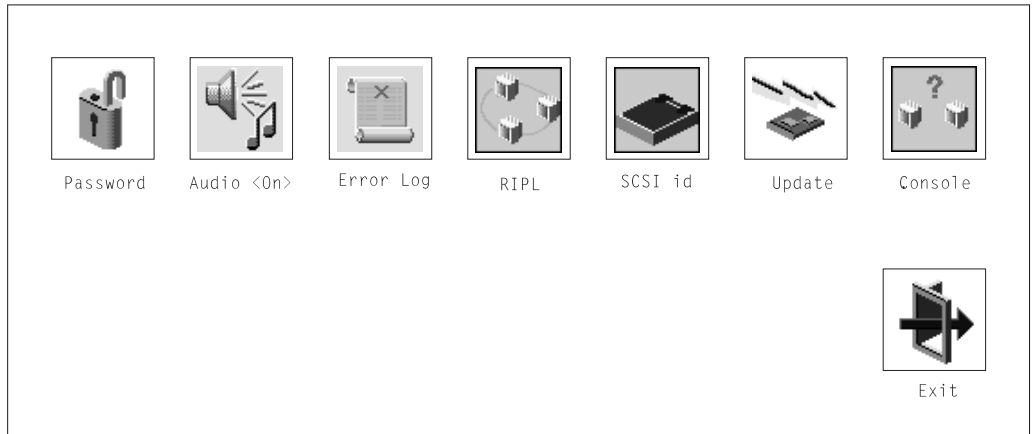 Password
Audio <On>
Error Log
RIPL
SCSI id
Update
?
Console
Exit